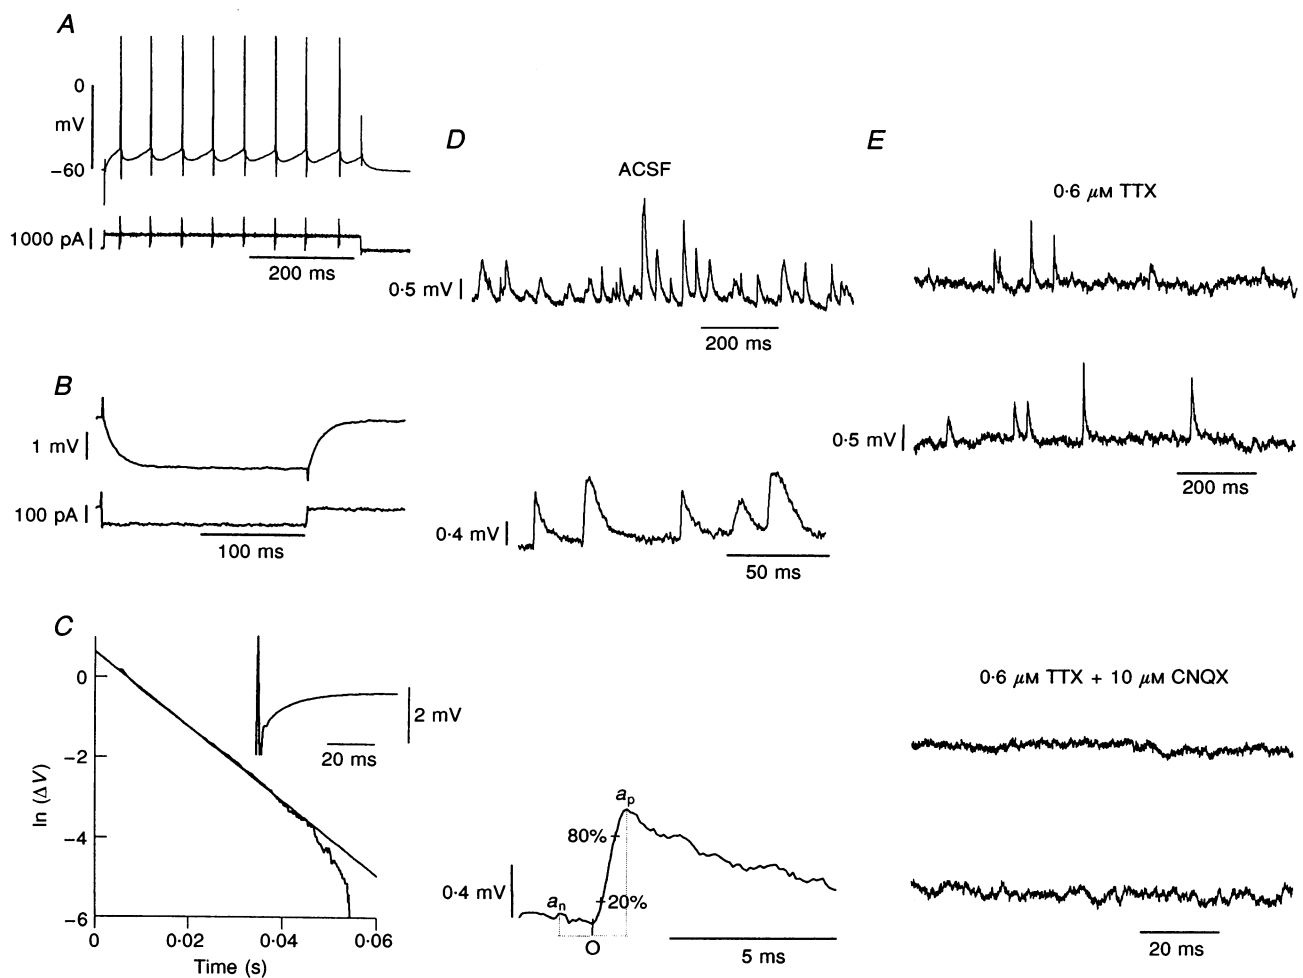 A
0
mV
−60
1000 pA
200 ms
B
1 mV
100 pA
100 ms
C
0
−2
−4
−6
ln (ΔV)
0
0·02
0·04
0·06
Time (s)
2 mV
20 ms
D
ACSF
0·5 mV
200 ms
0·4 mV
50 ms
ap
80%
0·4 mV
an
20%
O
5 ms
E
0·6 μM TTX
0·5 mV
200 ms
0·6 μM TTX + 10 μM CNQX
20 ms